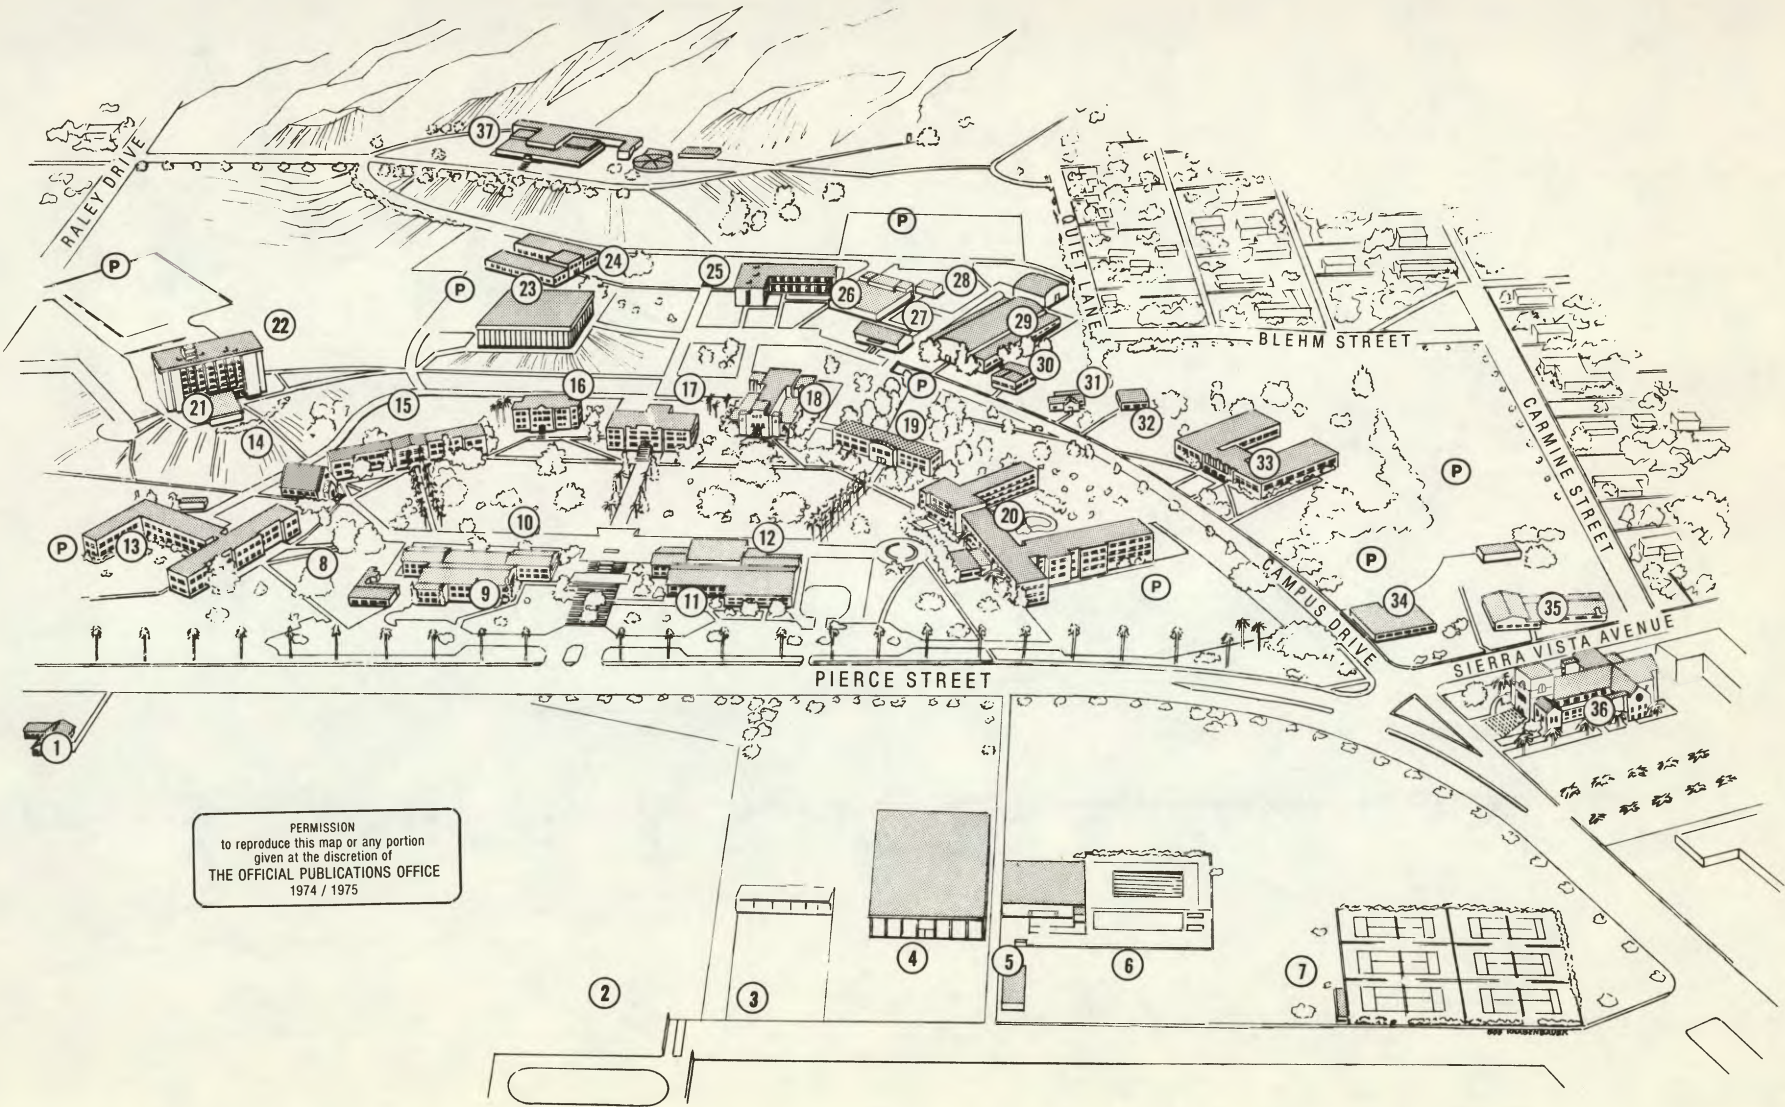 37
RALEY DRIVE
P
QUIET LANE
24
P
25
28
P
23
26
27
29
22
BLEHM STREET
30
16
17
P
31
21
15
18
CARMINE STREET
32
14
19
33
P
10
20
13
12
P
8
CAMPUS DRIVE
P
9
11
P
34
35
SIERRA VISTA AVENUE
PIERCE STREET
36
1
PERMISSION
to reproduce this map or any portion
given at the discretion of
THE OFFICIAL PUBLICATIONS OFFICE
1974 / 1975
4
5
6
7
2
3